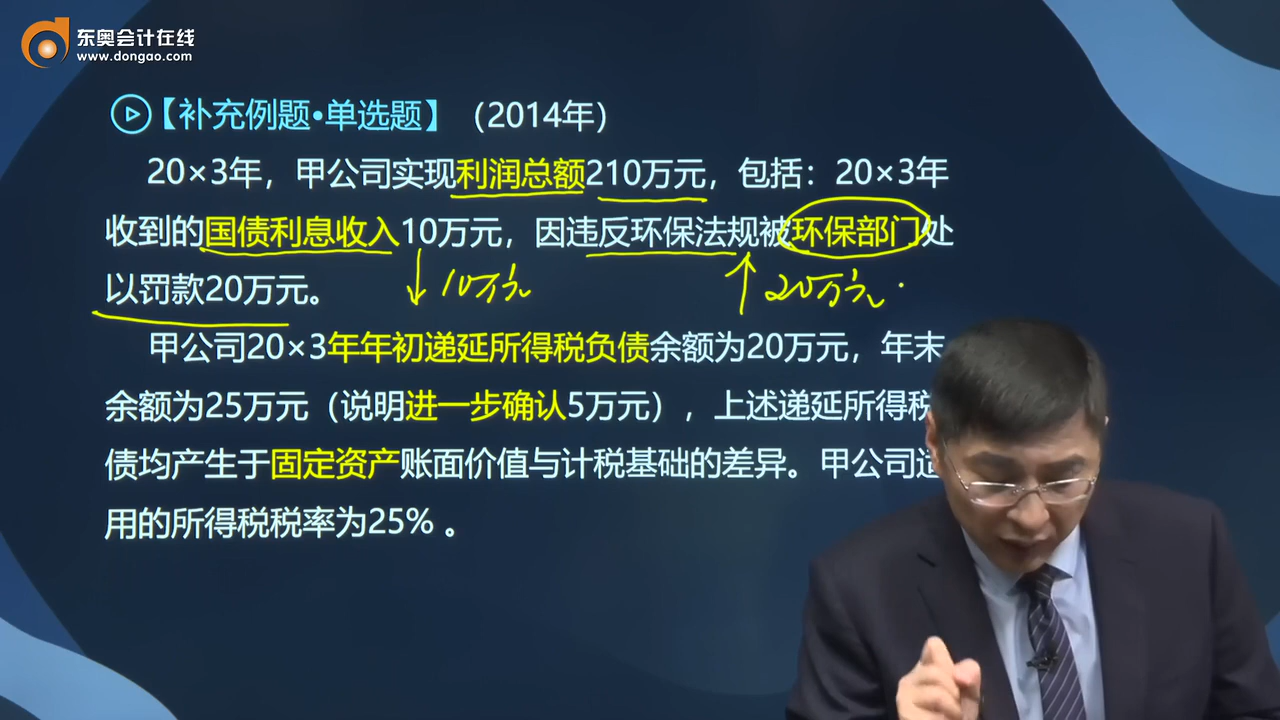 东奥会计在线
www.dongao.com
【补充例题•单选题】（2014年）
20×3年，甲公司实现利润总额210万元，包括：20×3年
收到的国债利息收入10万元，因违反环保法规被环保部门处
以罚款20万元。
10万元
20万元
甲公司20×3年年初递延所得税负债余额为20万元，年末
余额为25万元（说明进一步确认5万元），上述递延所得税
债均产生于固定资产账面价值与计税基础的差异。甲公司适
用的所得税税率为25% 。